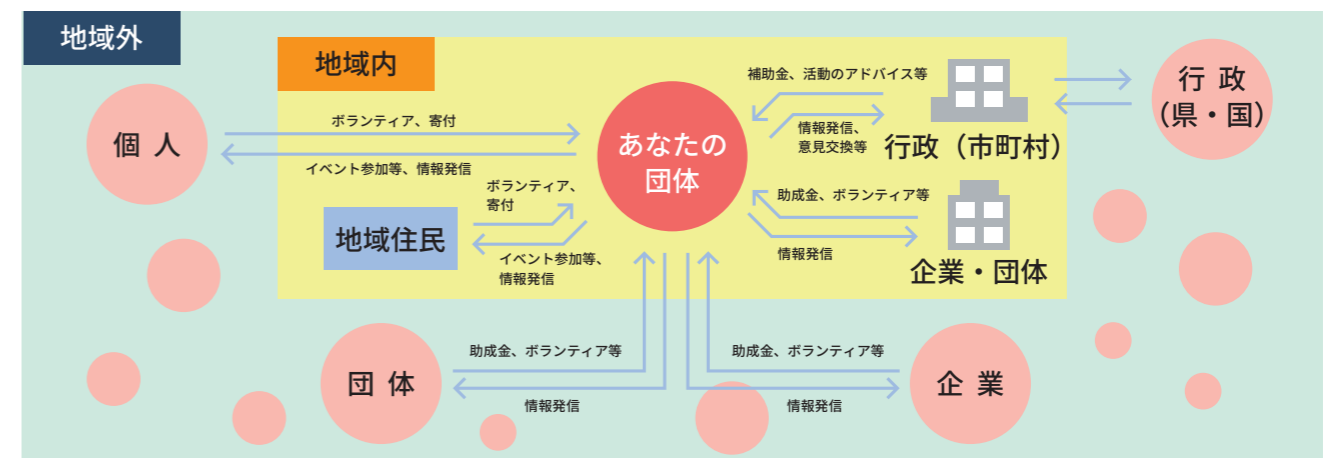 地域外
地域内
個人
ボランティア、寄付
イベント参加等、情報発信
あなたの
団体
補助金、活動のアドバイス等
情報発信、
意見交換等
行政（市町村）
行政
（県・国）
地域住民
ボランティア、
寄付
イベント参加等、
情報発信
助成金、ボランティア等
情報発信
企業・団体
団体
助成金、ボランティア等
情報発信
助成金、ボランティア等
情報発信
企業